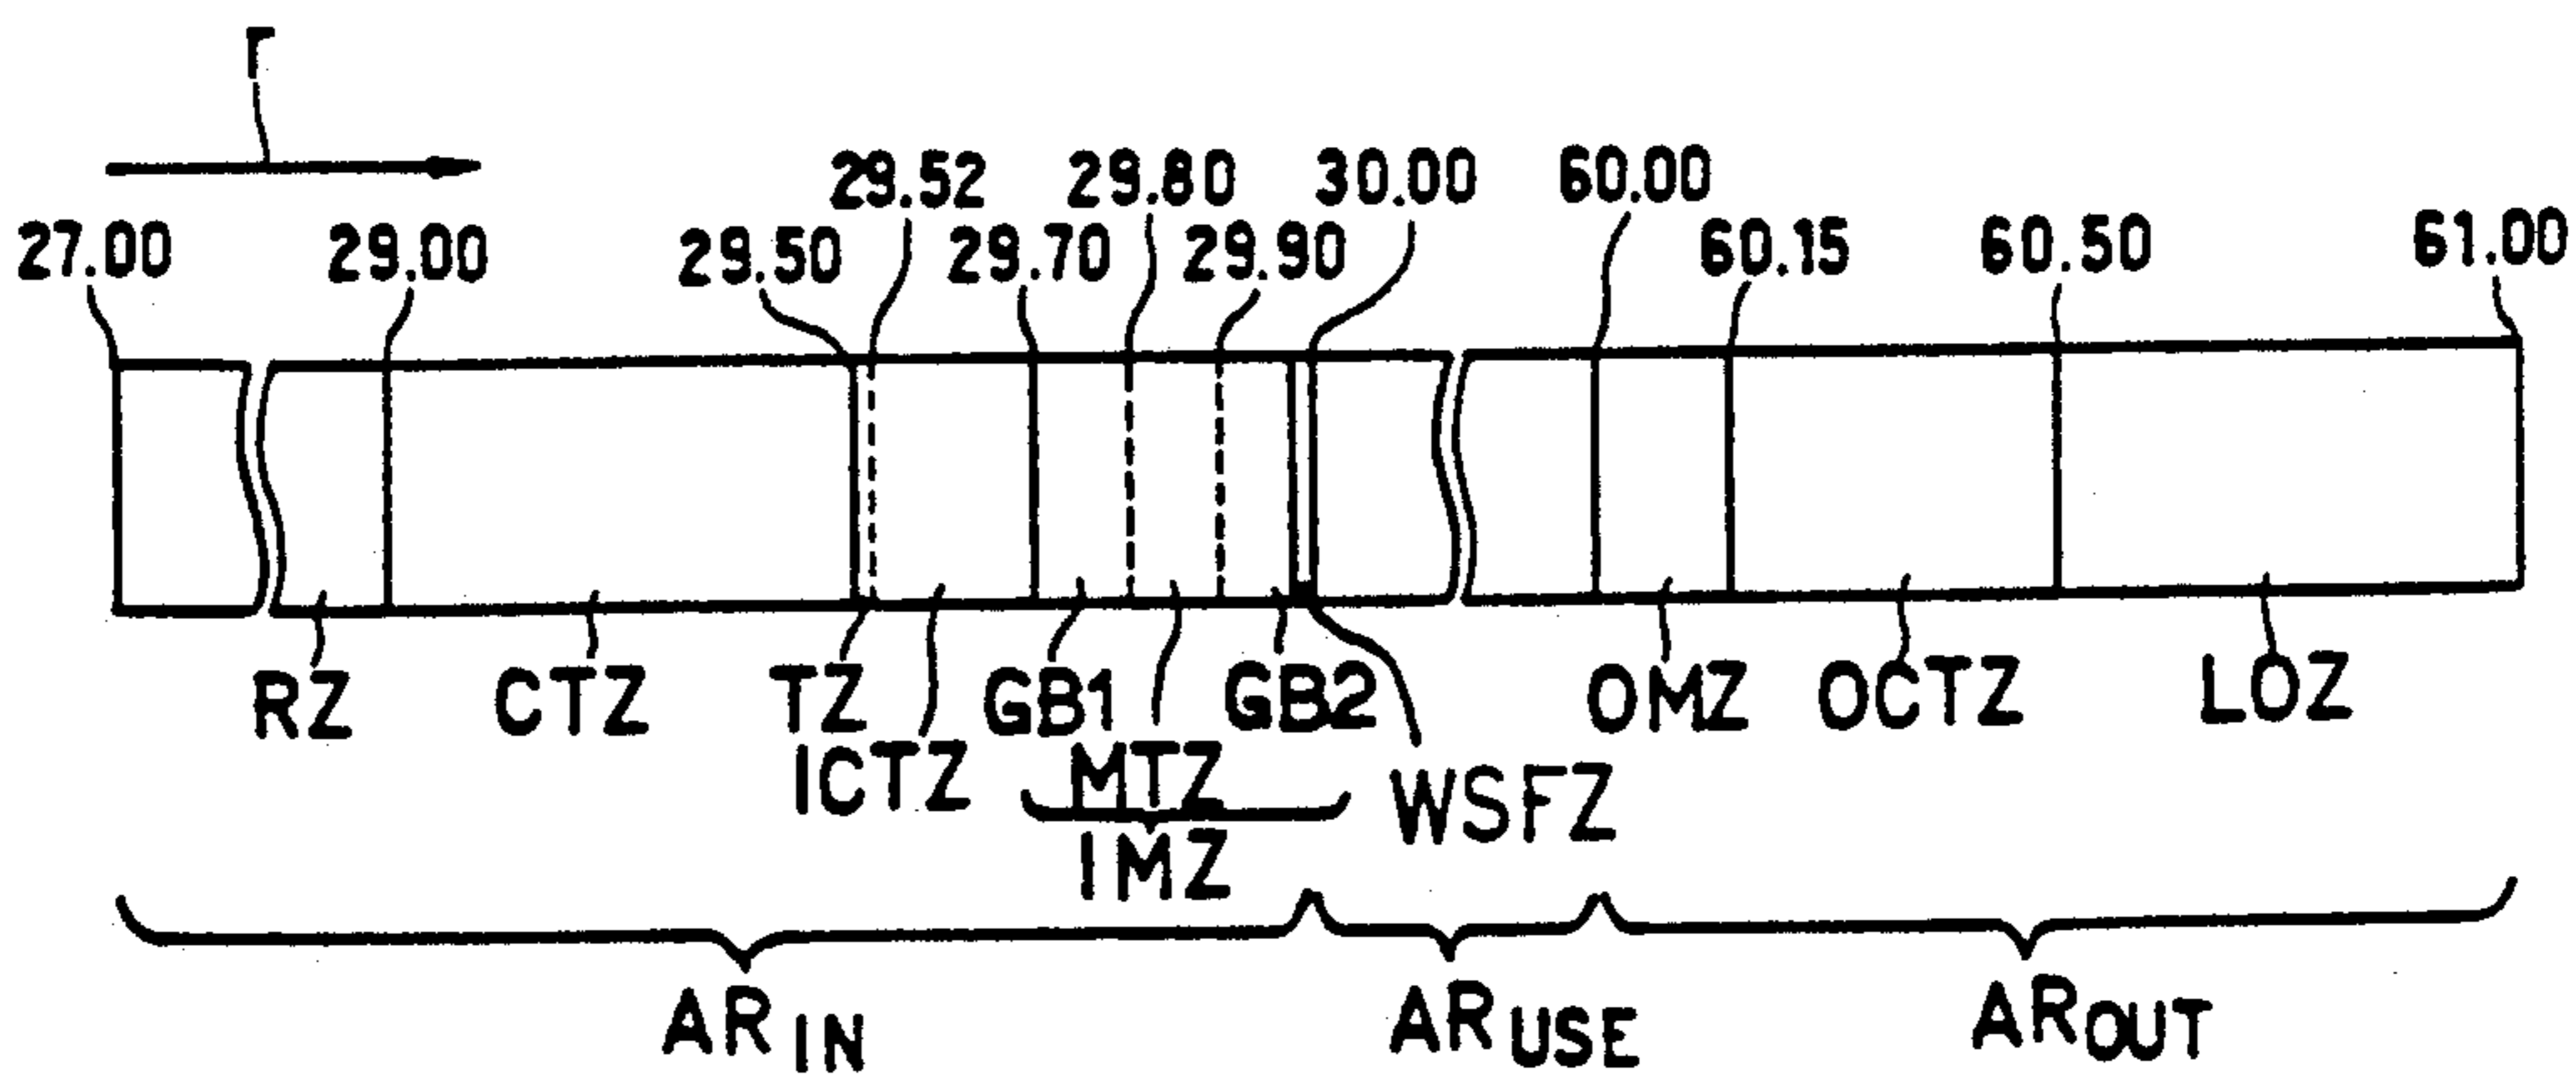 r
29.52 29.80 30.00 60.00
27.00 29.00 29.50 29.70 29.90 60.15 60.50 61.00
RZ CTZ TZ GB1 GB2 OMZ OCTZ LOZ
ICTZ MTZ WSFZ
IMZ
ARIN ARUSE AROUT